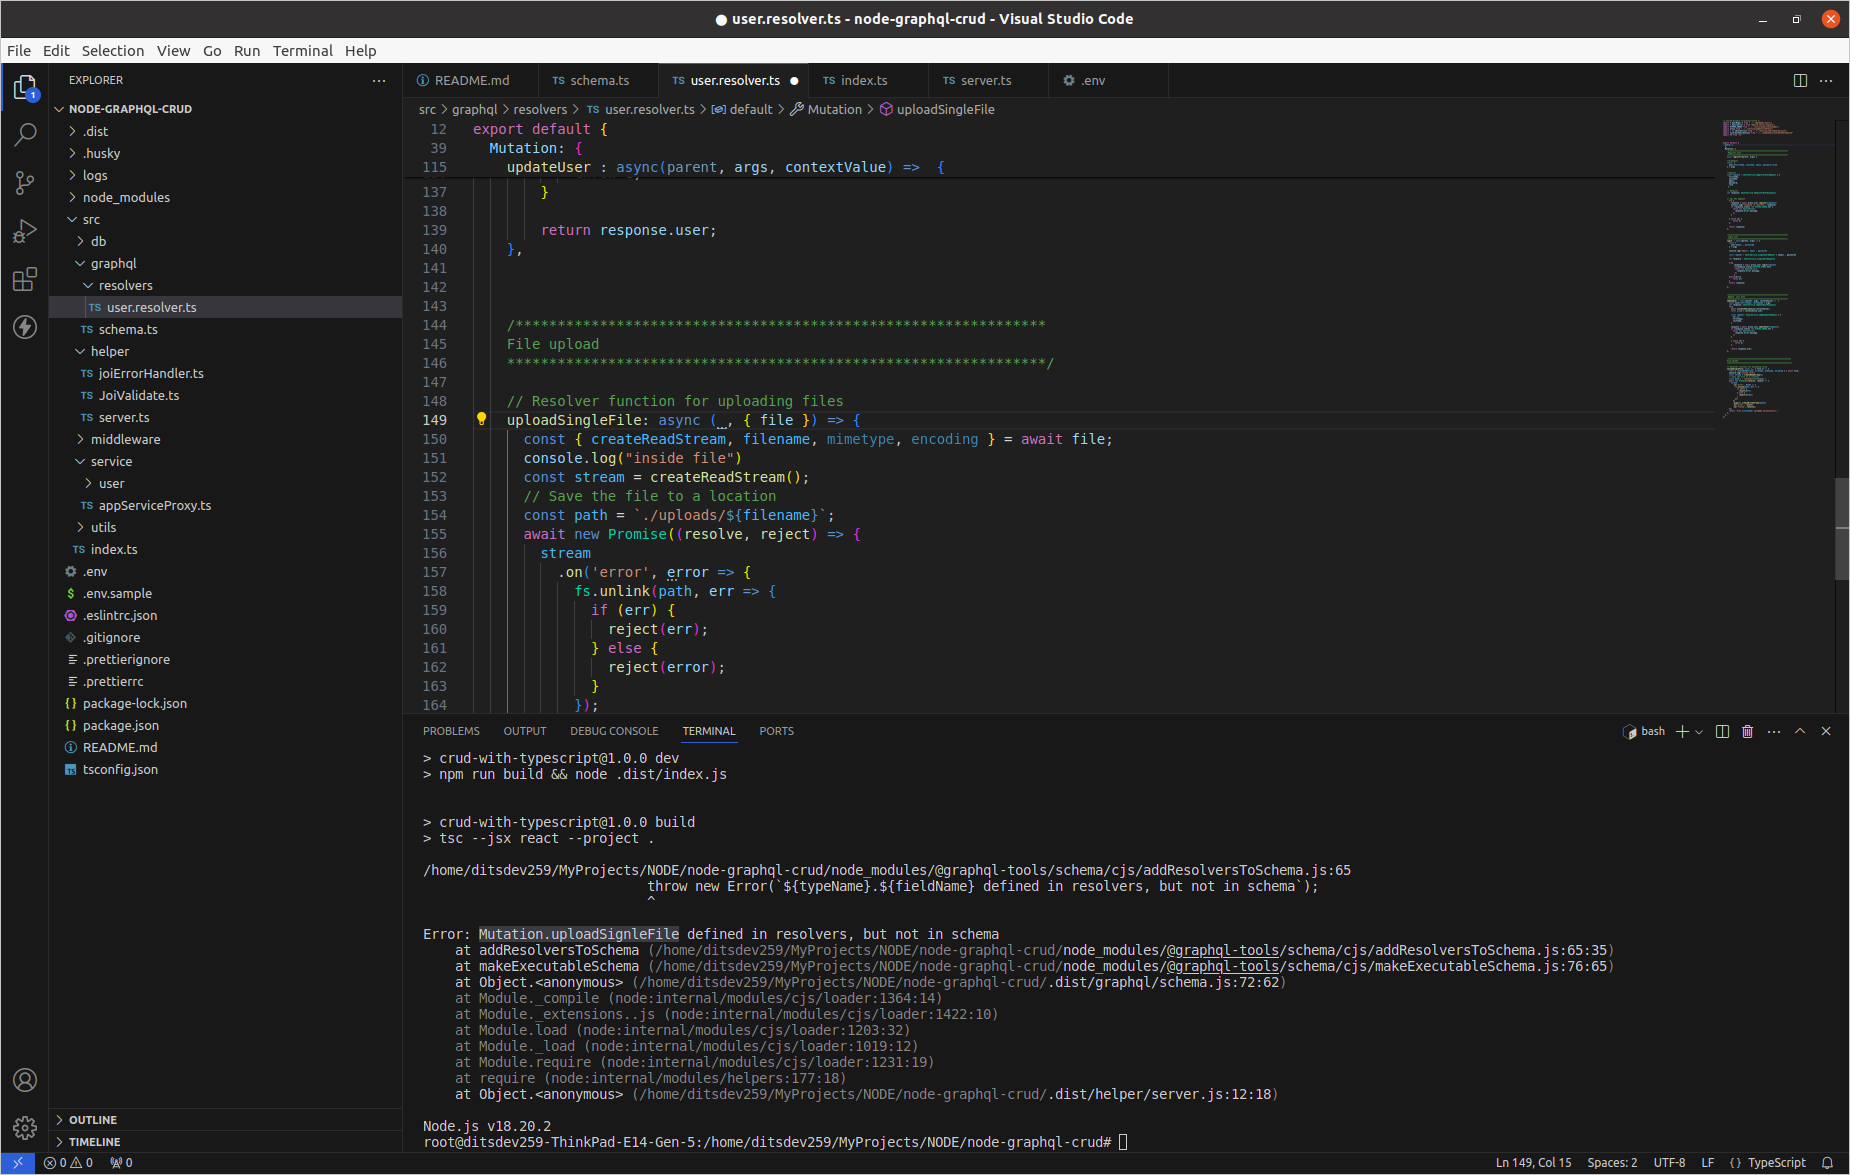 ● user.resolver.ts - node-graphql-crud - Visual Studio Code
File Edit Selection View Go Run Terminal Help
EXPLORER
NODE-GRAPHQL-CRUD
.dist
.husky
logs
node_modules
src
db
graphql
resolvers
TS user.resolver.ts
TS schema.ts
helper
TS joiErrorHandler.ts
TS JoiValidate.ts
TS server.ts
middleware
service
user
TS appServiceProxy.ts
utils
TS index.ts
.env
$ .env.sample
.eslintrc.json
.gitignore
.prettierignore
.prettierrc
{} package-lock.json
{} package.json
README.md
TS tsconfig.json
OUTLINE
TIMELINE
1
README.md TS schema.ts TS user.resolver.ts ● TS index.ts TS server.ts .env
src > graphql > resolvers > TS user.resolver.ts > default > Mutation > uploadSingleFile
12 export default {
39 Mutation: {
115 updateUser : async(parent, args, contextValue) => {
137 }
138
139 return response.user;
140 },
141
142
143
144 /***************************************************************
145 File upload
146 ****************************************************************/
147
148 // Resolver function for uploading files
149 uploadSingleFile: async ( _, { file }) => {
150 const { createReadStream, filename, mimetype, encoding } = await file;
151 console.log("inside file")
152 const stream = createReadStream();
153 // Save the file to a location
154 const path = `./uploads/${filename}`;
155 await new Promise((resolve, reject) => {
156 stream
157 .on('error', error => {
158 fs.unlink(path, err => {
159 if (err) {
160 reject(err);
161 } else {
162 reject(error);
163 }
164 });
PROBLEMS OUTPUT DEBUG CONSOLE TERMINAL PORTS
bash
> crud-with-typescript@1.0.0 dev
> npm run build && node .dist/index.js
> crud-with-typescript@1.0.0 build
> tsc --jsx react --project .
/home/ditsdev259/MyProjects/NODE/node-graphql-crud/node_modules/@graphql-tools/schema/cjs/addResolversToSchema.js:65
throw new Error(`${typeName}.${fieldName} defined in resolvers, but not in schema`);
^
Error: Mutation.uploadSignleFile defined in resolvers, but not in schema
at addResolversToSchema (/home/ditsdev259/MyProjects/NODE/node-graphql-crud/node_modules/@graphql-tools/schema/cjs/addResolversToSchema.js:65:35)
at makeExecutableSchema (/home/ditsdev259/MyProjects/NODE/node-graphql-crud/node_modules/@graphql-tools/schema/cjs/makeExecutableSchema.js:76:65)
at Object.<anonymous> (/home/ditsdev259/MyProjects/NODE/node-graphql-crud/.dist/graphql/schema.js:72:62)
at Module._compile (node:internal/modules/cjs/loader:1364:14)
at Module._extensions..js (node:internal/modules/cjs/loader:1422:10)
at Module.load (node:internal/modules/cjs/loader:1203:32)
at Module._load (node:internal/modules/cjs/loader:1019:12)
at Module.require (node:internal/modules/cjs/loader:1231:19)
at require (node:internal/modules/helpers:177:18)
at Object.<anonymous> (/home/ditsdev259/MyProjects/NODE/node-graphql-crud/.dist/helper/server.js:12:18)
Node.js v18.20.2
root@ditsdev259-ThinkPad-E14-Gen-5:/home/ditsdev259/MyProjects/NODE/node-graphql-crud#
0 0 0 Ln 149, Col 15 Spaces: 2 UTF-8 LF {} TypeScript